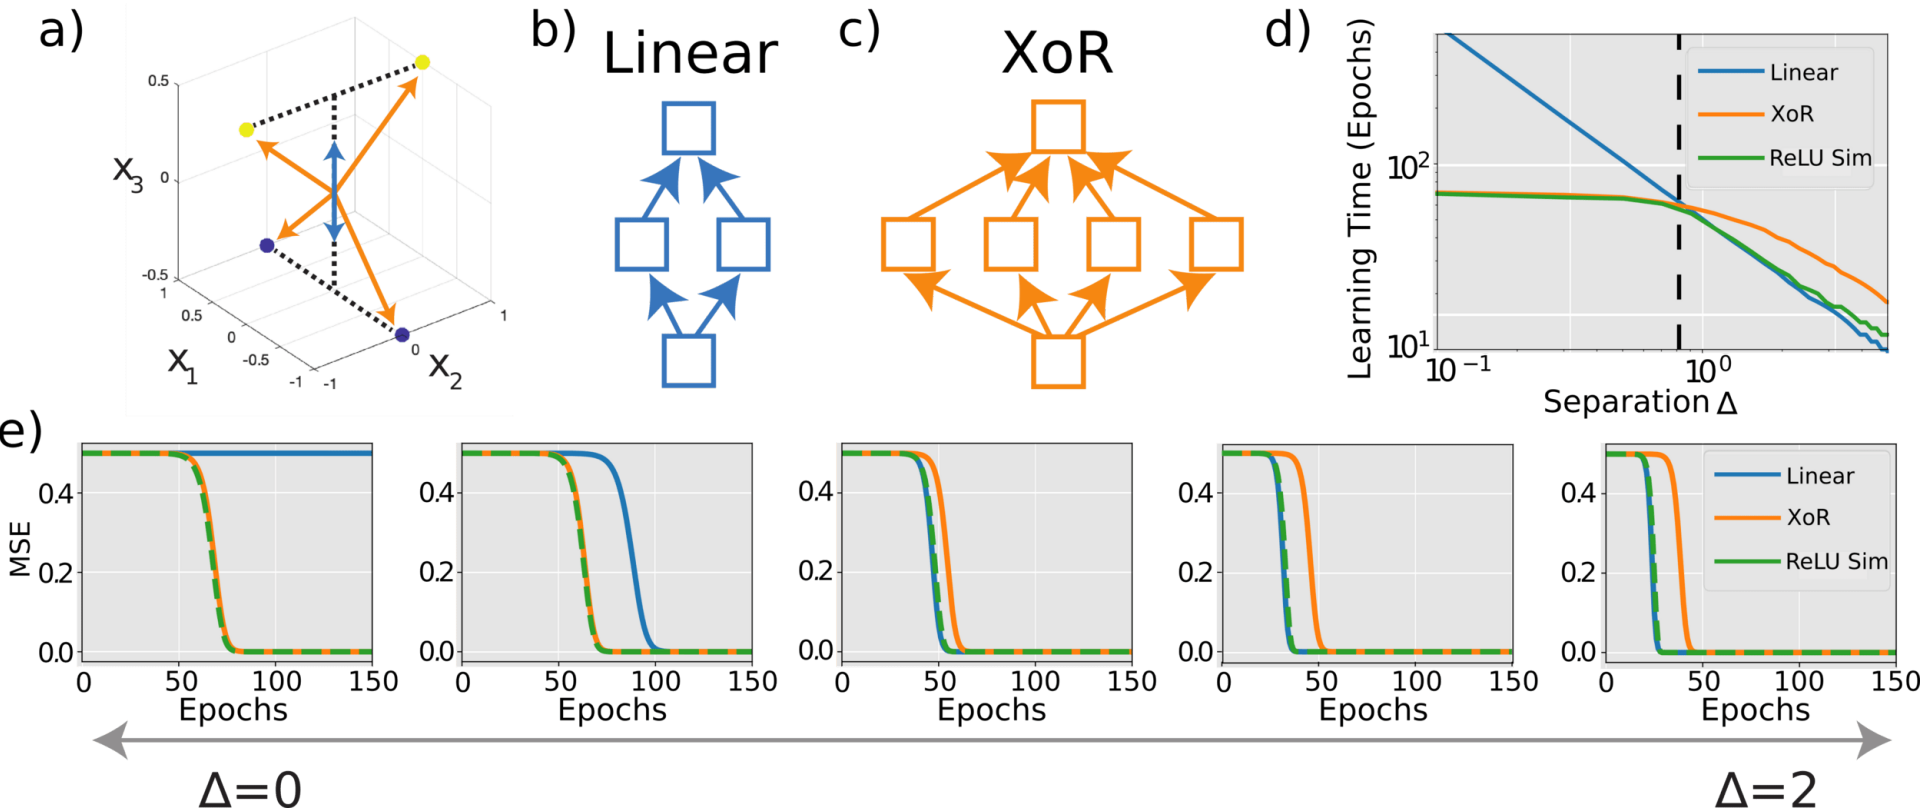 a)
0.5
0
-0.5
x3
1
0.5
0
-0.5
-1
x1
-1
0
1
x2
b)
Linear
c)
XoR
d)
Learning Time (Epochs)
10^2
10^1
10^-1
10^0
Separation Δ
Linear
XoR
ReLU Sim
e)
MSE
0.4
0.2
0.0
0 50 100 150
Epochs
0.4
0.2
0.0
0 50 100 150
Epochs
0.4
0.2
0.0
0 50 100 150
Epochs
0.4
0.2
0.0
0 50 100 150
Epochs
0.4
0.2
0.0
0 50 100 150
Epochs
Linear
XoR
ReLU Sim
Δ=0
Δ=2